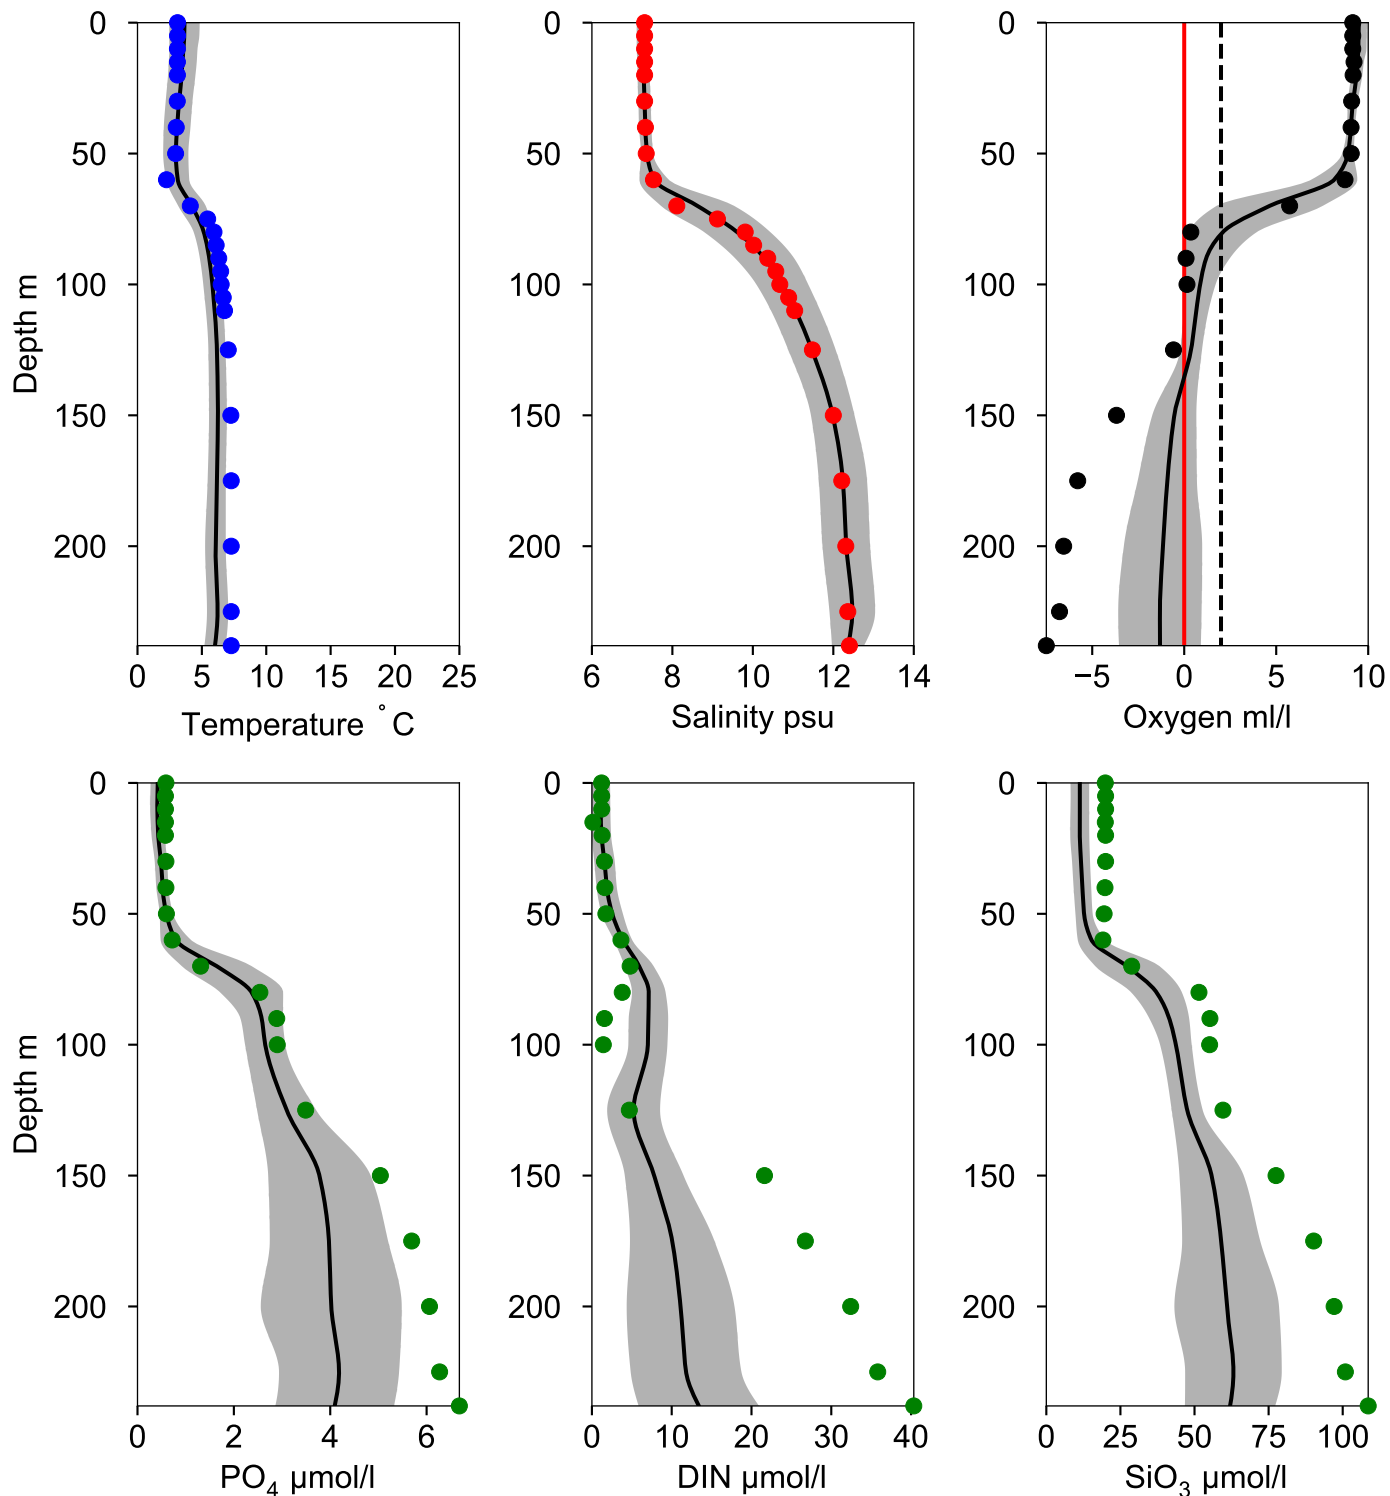 0
50
100
150
200
Depth m
0 5 10 15 20 25
Temperature °C
0
50
100
150
200
6 8 10 12 14
Salinity psu
0
50
100
150
200
−5 0 5 10
Oxygen ml/l
0
50
100
150
200
Depth m
0 2 4 6
PO₄ µmol/l
0
50
100
150
200
0 10 20 30 40
DIN µmol/l
0
50
100
150
200
0 25 50 75 100
SiO₃ µmol/l